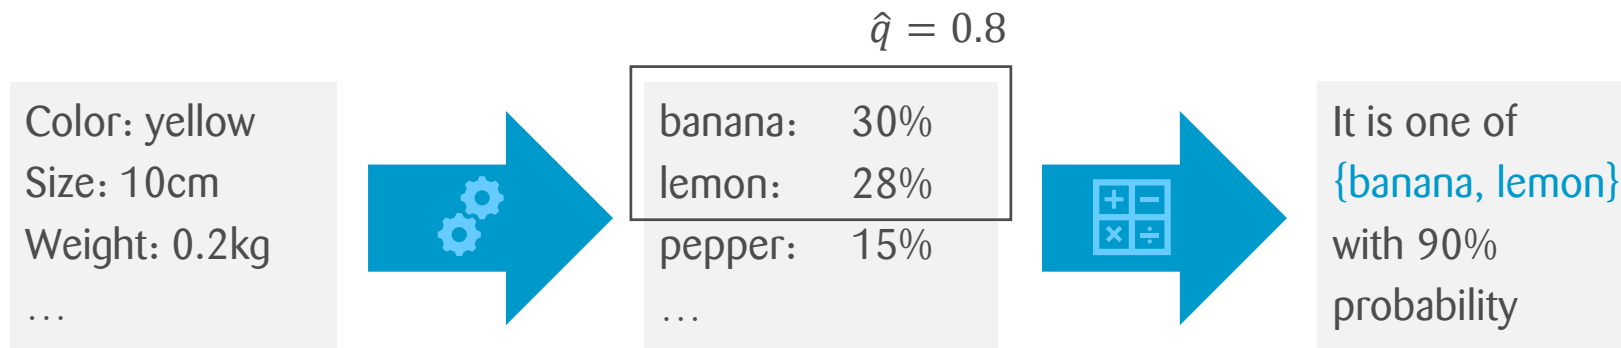 q̂ = 0.8
Color: yellow
Size: 10cm
Weight: 0.2kg
…
banana: 30%
lemon: 28%
pepper: 15%
…
It is one of
{banana, lemon}
with 90%
probability